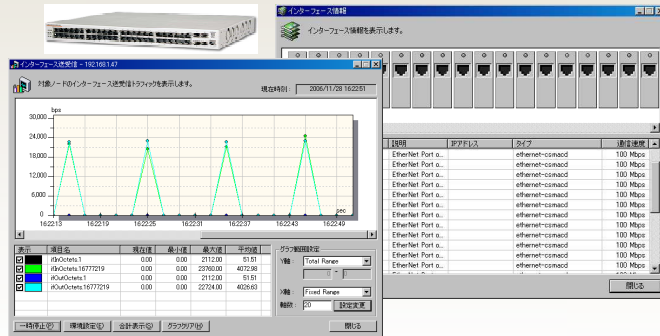 インターフェース情報
インターフェース情報を表示します。
インターフェース送受信 - 192.168.1.47
対象ノードのインターフェース送受信トラフィックを表示します。
現在時刻: 2006/11/28 16:22:51
bps
30,000
24,000
18,000
12,000
6,000
0
sec
16:22:13 16:22:19 16:22:25 16:22:31 16:22:37 16:22:43 16:22:49
表示 項目名 現在値 最小値 最大値 平均値
ifInOctets.1 0.00 0.00 2112.00 51.51
ifInOctets.16777219 0.00 0.00 23760.00 4072.98
ifOutOctets.1 0.00 0.00 2112.00 51.51
ifOutOctets.16777219 0.00 0.00 22724.00 4026.63
グラフ範囲設定
Y軸: Total Range
X軸: Fixed Range
軸数: 20 設定変更
一時停止(P) 環境設定(E) 合計表示(S) グラフクリア(H) 閉じる
説明 IPアドレス タイプ 通信速度
EtherNet Port o... ethernet-csmacd 100 Mbps
EtherNet Port o... ethernet-csmacd 100 Mbps
EtherNet Port o... ethernet-csmacd 100 Mbps
EtherNet Port o... ethernet-csmacd 100 Mbps
EtherNet Port o... ethernet-csmacd 100 Mbps
EtherNet Port o... ethernet-csmacd 100 Mbps
EtherNet Port o... ethernet-csmacd 100 Mbps
EtherNet Port o... ethernet-csmacd 100 Mbps
EtherNet Port o... ethernet-csmacd 100 Mbps
EtherNet Port o... ethernet-csmacd 100 Mbps
閉じる